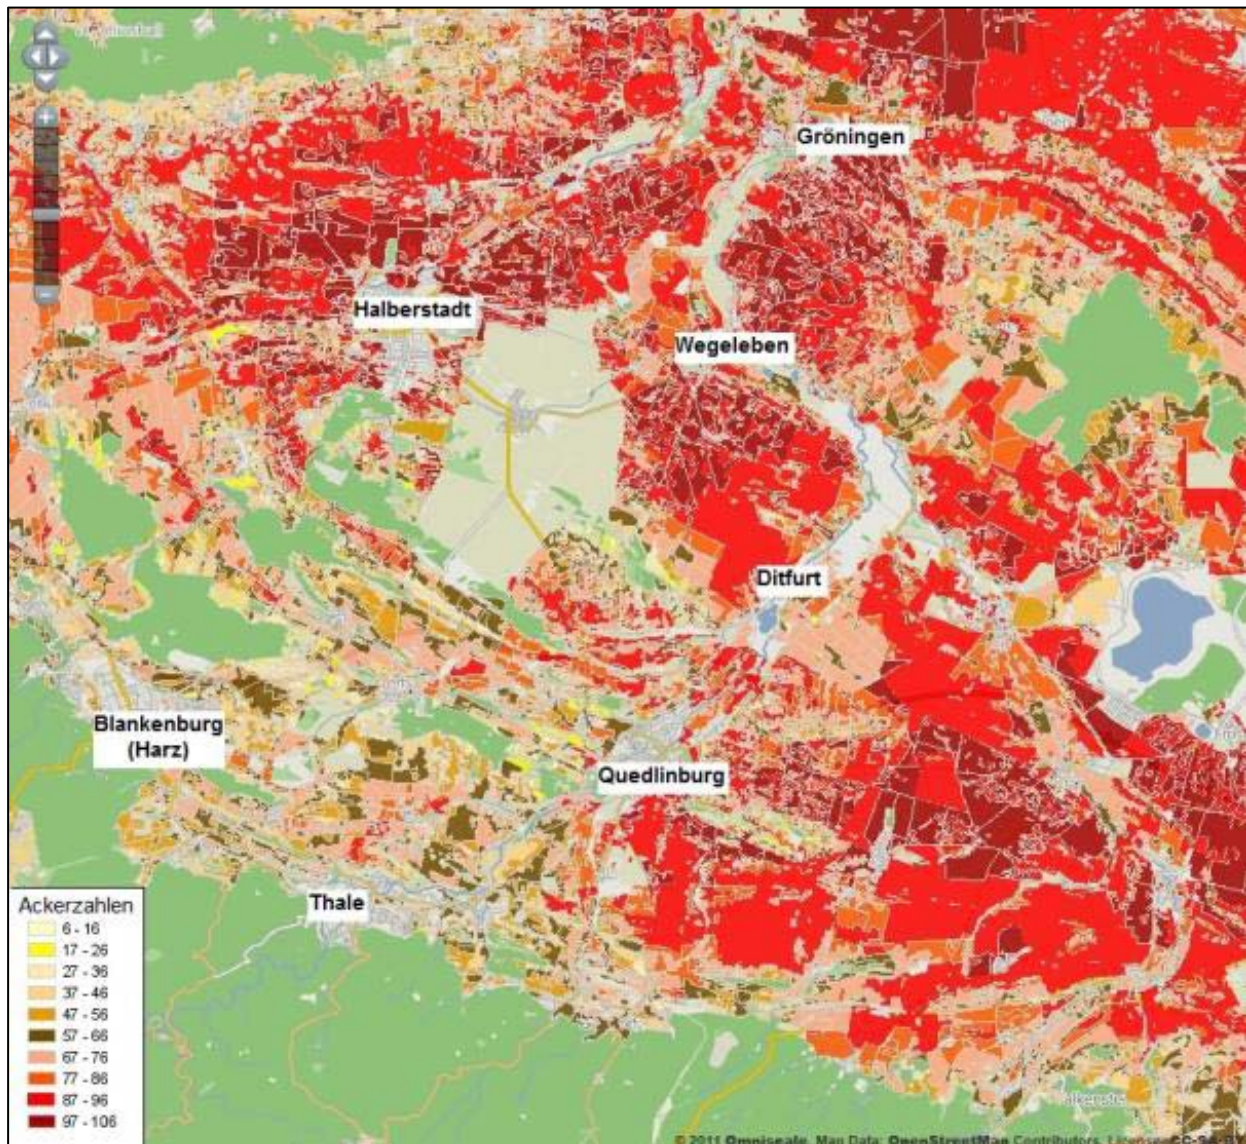 Gröningen
Halberstadt
Wegeleben
Ditfurt
Blankenburg
(Harz)
Quedlinburg
Thale
Ackerzahlen
6 - 16
17 - 26
27 - 36
37 - 46
47 - 56
57 - 66
67 - 76
77 - 86
87 - 96
97 - 106
© 2011 Omniscale, Map Data: OpenStreetMap Contributors,